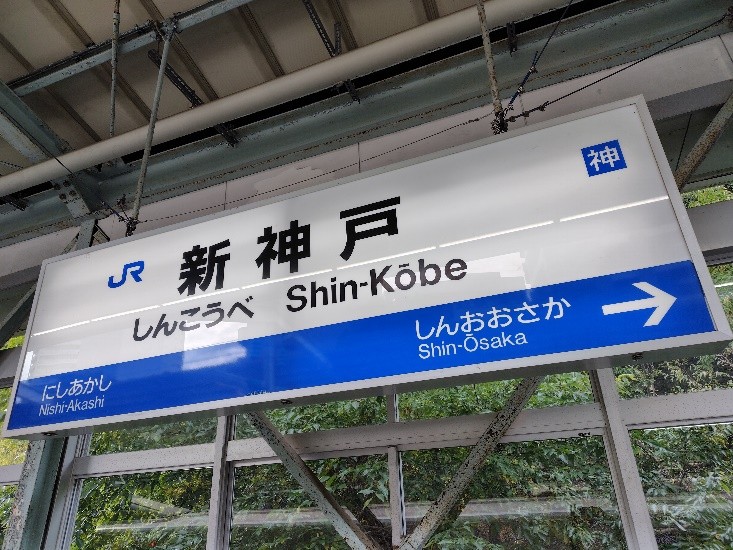 神
JR 新神戸
しんこうべ Shin-Kōbe
にしあかし
Nishi-Akashi
しんおおさか
Shin-Ōsaka